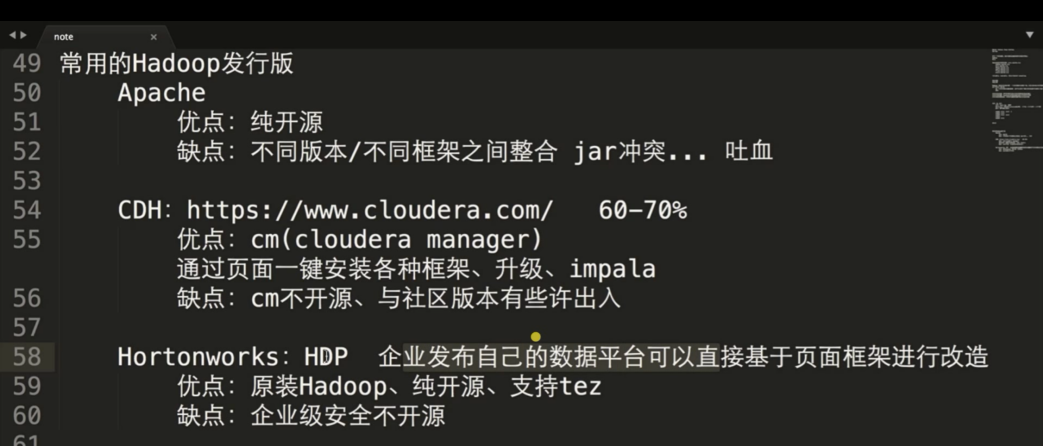 note
49 常用的Hadoop发行版
50 Apache
51 优点：纯开源
52 缺点：不同版本/不同框架之间整合 jar冲突... 吐血
53
54 CDH：https://www.cloudera.com/ 60-70%
55 优点：cm(cloudera manager)
通过页面一键安装各种框架、升级、impala
56 缺点：cm不开源、与社区版本有些许出入
57
58 Hortonworks：HDP 企业发布自己的数据平台可以直接基于页面框架进行改造
59 优点：原装Hadoop、纯开源、支持tez
60 缺点：企业级安全不开源
61